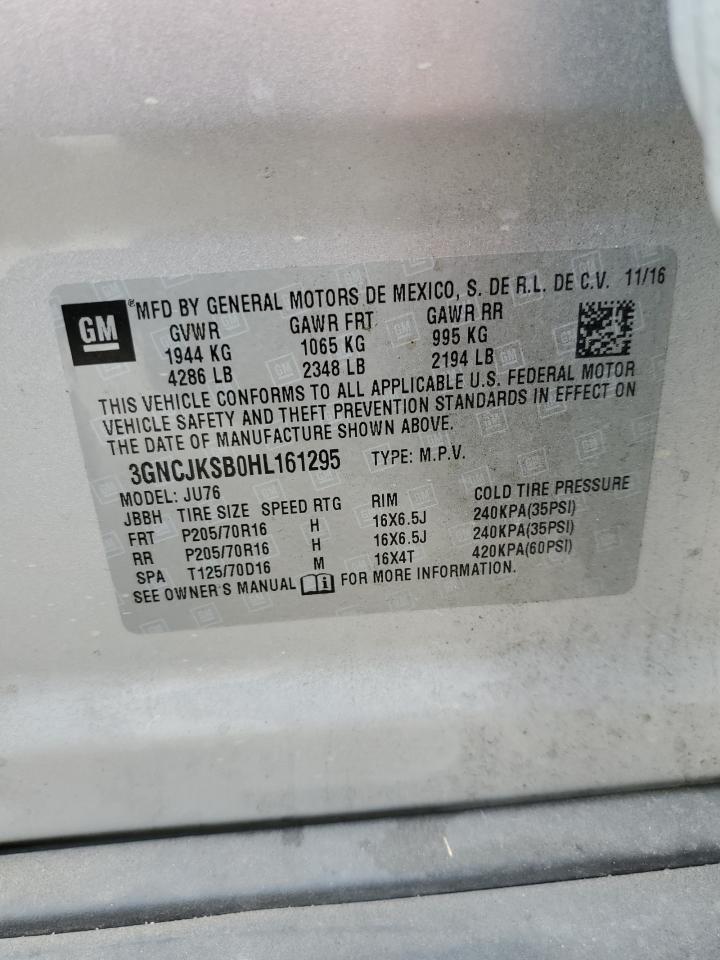 GM
®MFD BY GENERAL MOTORS DE MEXICO, S. DE R.L. DE C.V. 11/16
GVWR GAWR FRT GAWR RR
1944 KG 1065 KG 995 KG
4286 LB 2348 LB 2194 LB
THIS VEHICLE CONFORMS TO ALL APPLICABLE U.S. FEDERAL MOTOR
VEHICLE SAFETY AND THEFT PREVENTION STANDARDS IN EFFECT ON
THE DATE OF MANUFACTURE SHOWN ABOVE.
3GNCJKSB0HL161295 TYPE: M.P.V.
MODEL: JU76
JBBH TIRE SIZE SPEED RTG RIM COLD TIRE PRESSURE
FRT P205/70R16 H 16X6.5J 240KPA(35PSI)
RR P205/70R16 H 16X6.5J 240KPA(35PSI)
SPA T125/70D16 M 16X4T 420KPA(60PSI)
SEE OWNER'S MANUAL FOR MORE INFORMATION.